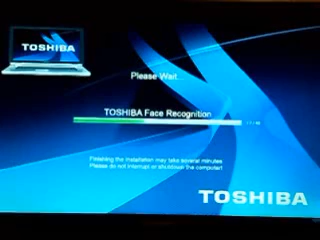 TOSHIBA
Please Wait...
TOSHIBA Face Recognition
Finishing the installation may take several minutes
Please do not interrupt or shutdown the computer!
TOSHIBA